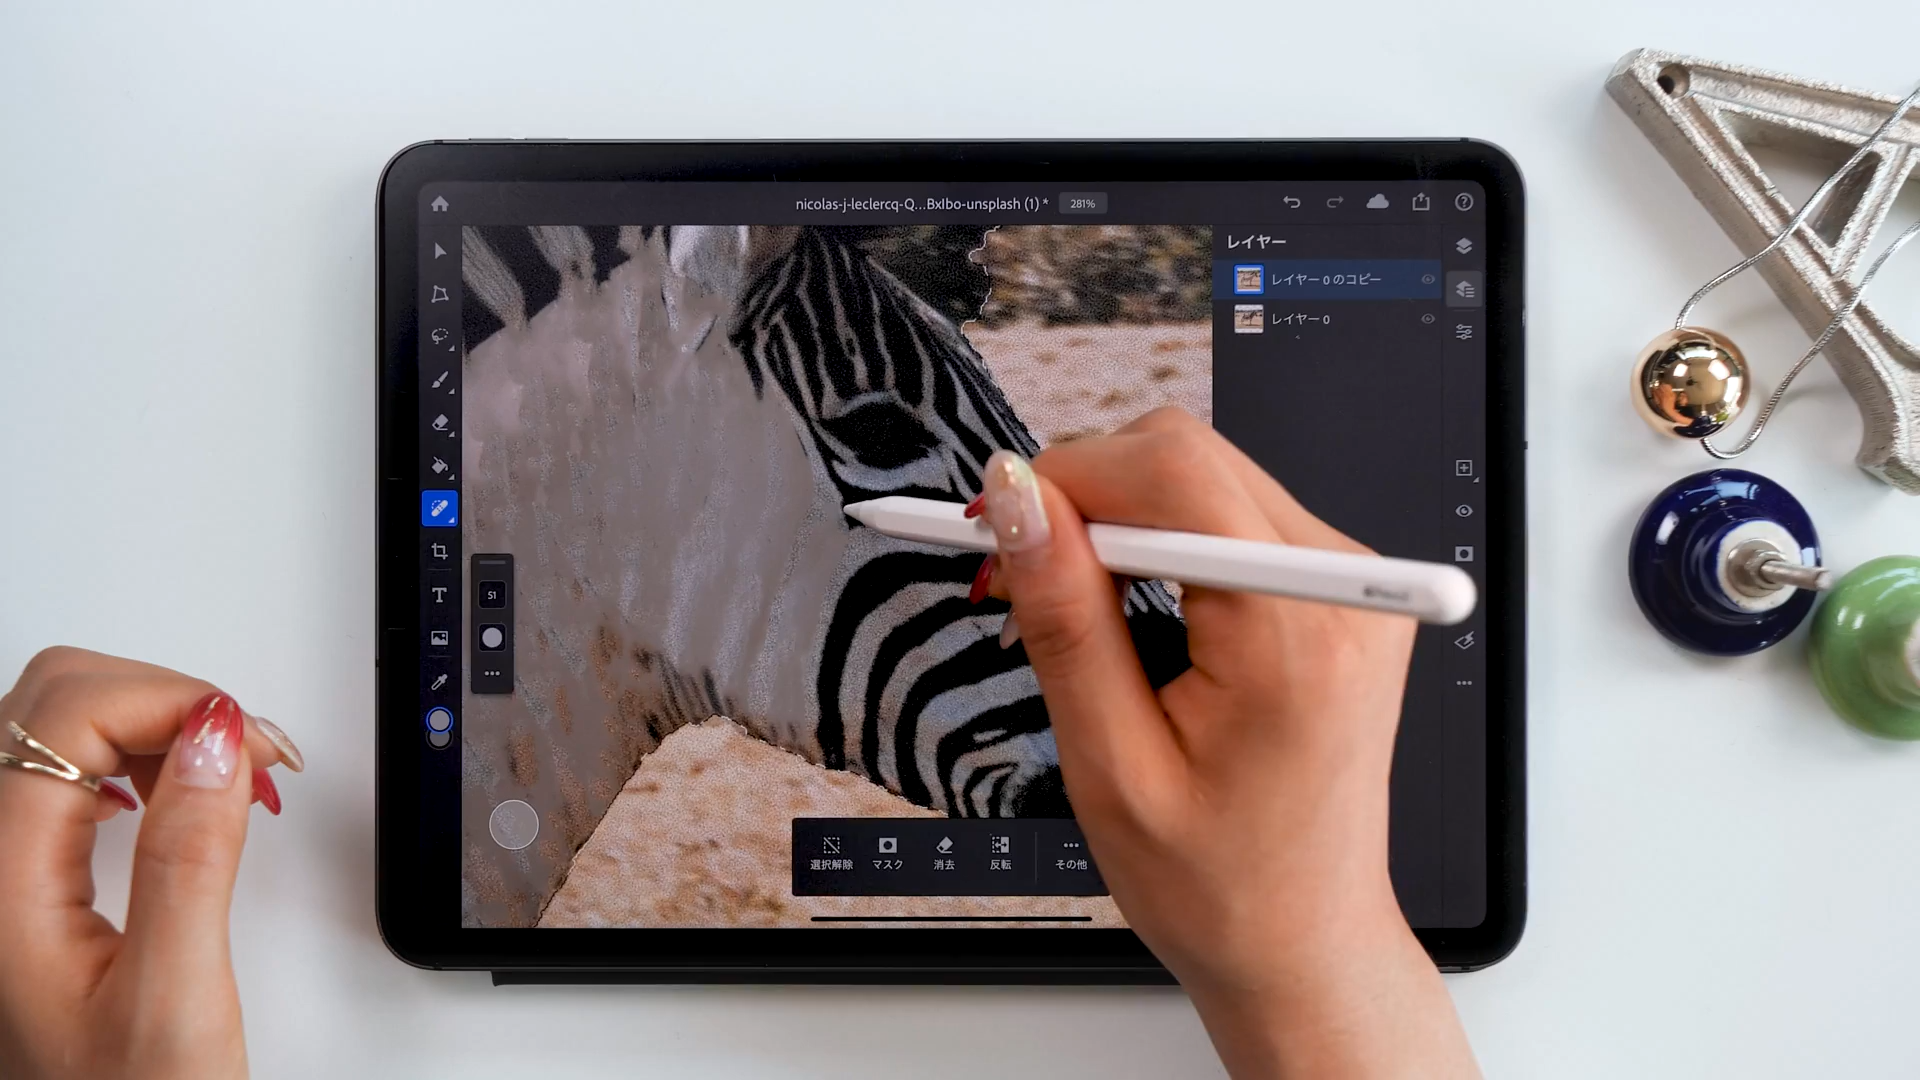 nicolas-j-leclercq-Q...BxIbo-unsplash (1) *
281%
レイヤー
レイヤー 0 のコピー
レイヤー 0
T
51
選択解除
マスク
消去
反転
その他